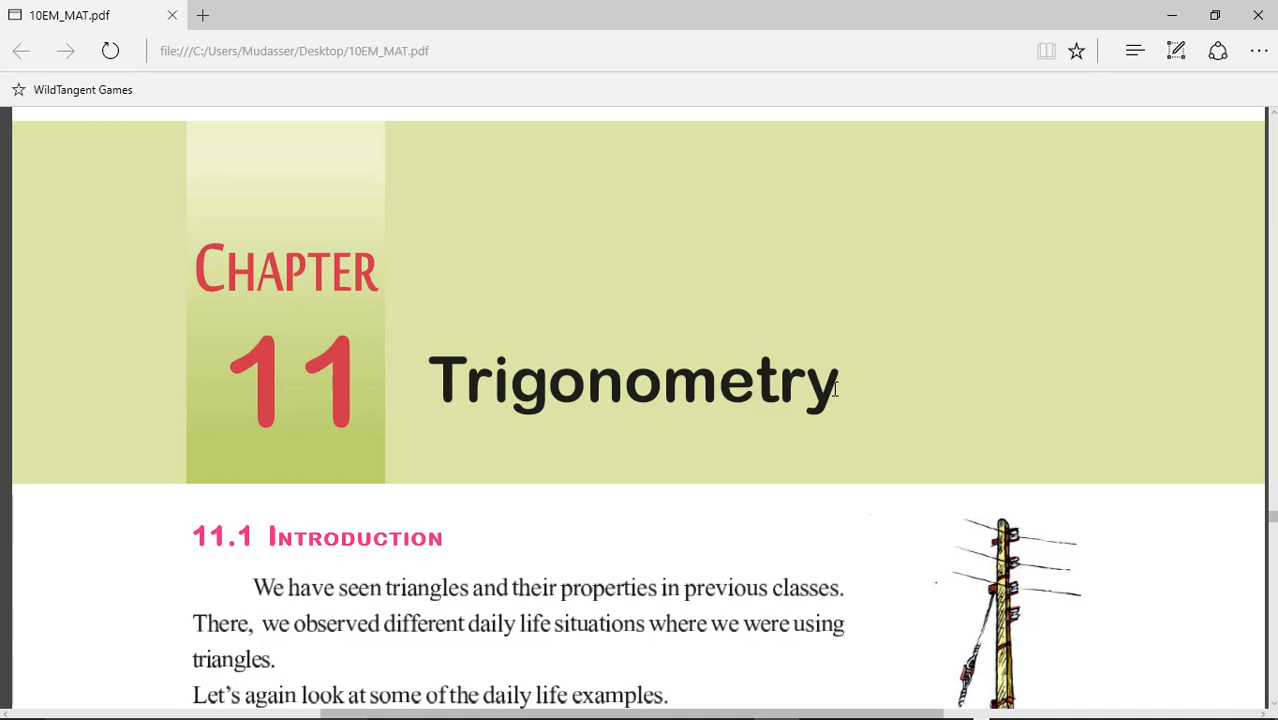 10EM_MAT.pdf
file:///C:/Users/Mudasser/Desktop/10EM_MAT.pdf
WildTangent Games
CHAPTER
11
Trigonometry
11.1 INTRODUCTION
We have seen triangles and their properties in previous classes.
There, we observed different daily life situations where we were using
triangles.
Let’s again look at some of the daily life examples.